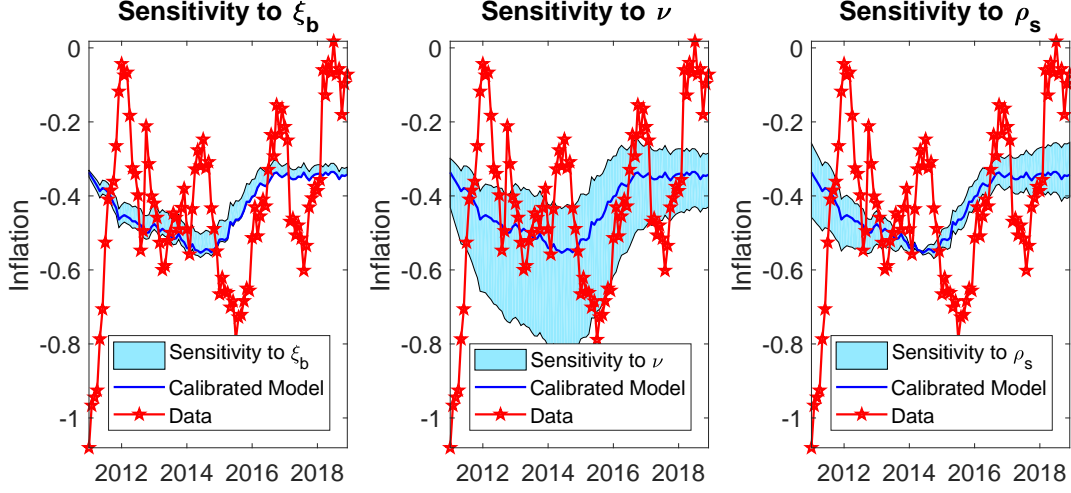 Sensitivity to ξb
Inflation
0
-0.2
-0.4
-0.6
-0.8
-1
2012 2014 2016 2018
Sensitivity to ξb
Calibrated Model
Data
Sensitivity to ν
Inflation
0
-0.2
-0.4
-0.6
-0.8
-1
2012 2014 2016 2018
Sensitivity to ν
Calibrated Model
Data
Sensitivity to ρs
Inflation
0
-0.2
-0.4
-0.6
-0.8
-1
2012 2014 2016 2018
Sensitivity to ρs
Calibrated Model
Data